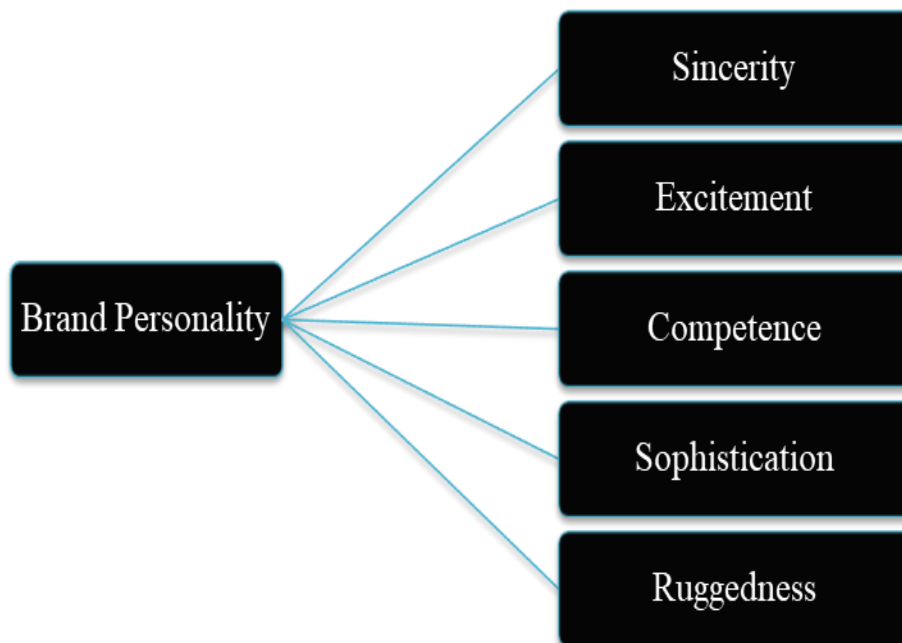 Brand Personality
Sincerity
Excitement
Competence
Sophistication
Ruggedness